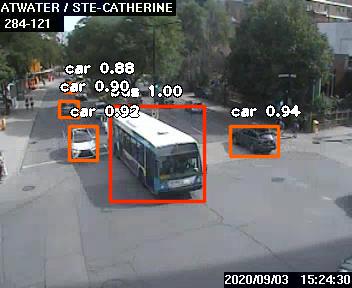 ATWATER / STE-CATHERINE
284-121
car 0.88
car 0.90
bus 1.00
car 0.92
car 0.94
2020/09/03 15:24:30